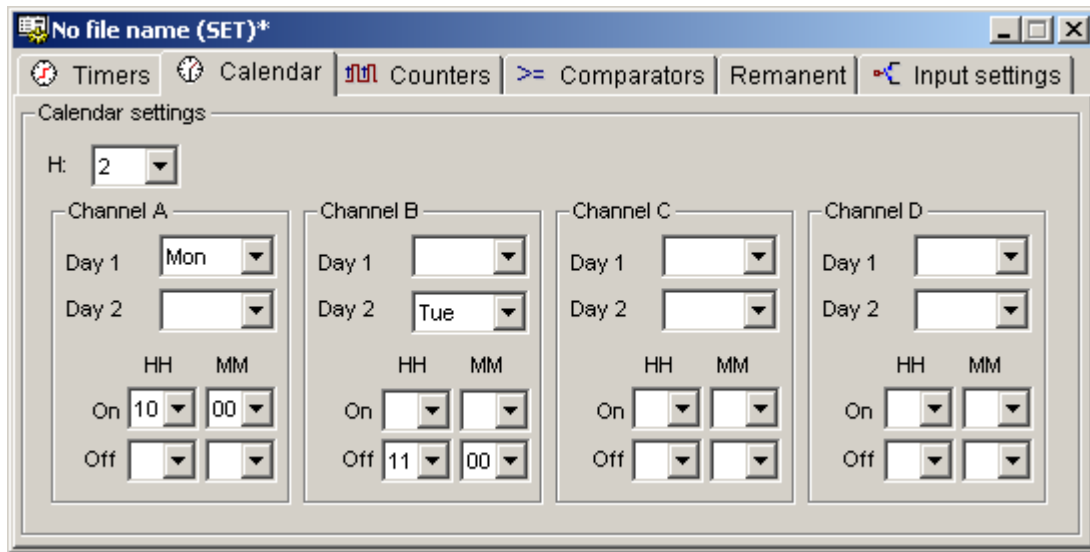 No file name (SET)*
Timers Calendar Counters >= Comparators Remanent Input settings
Calendar settings
H: 2
Channel A Channel B Channel C Channel D
Day 1 Mon Day 1 Day 1 Day 1
Day 2 Day 2 Tue Day 2 Day 2
HH MM HH MM HH MM HH MM
On 10 00 On On On
Off Off 11 00 Off Off